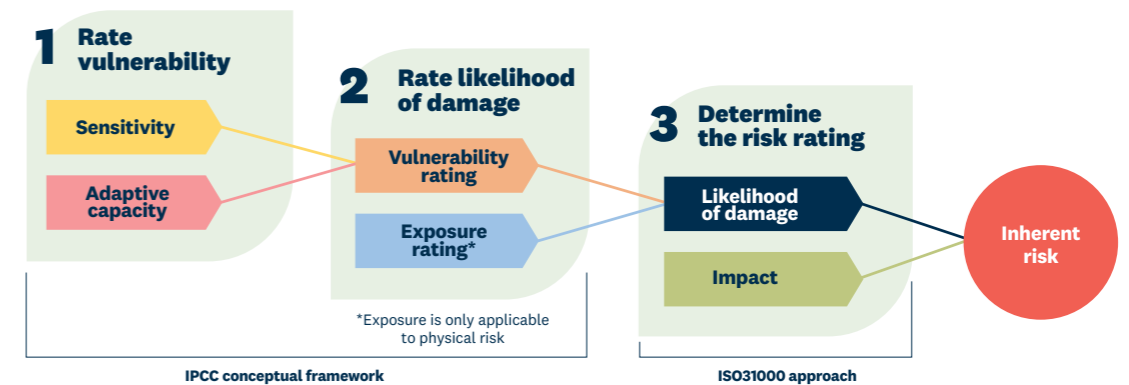 1 Rate
vulnerability
Sensitivity
Adaptive
capacity
2 Rate likelihood
of damage
Vulnerability
rating
Exposure
rating*
*Exposure is only applicable
to physical risk
IPCC conceptual framework
3 Determine
the risk rating
Likelihood
of damage
Impact
ISO31000 approach
Inherent
risk